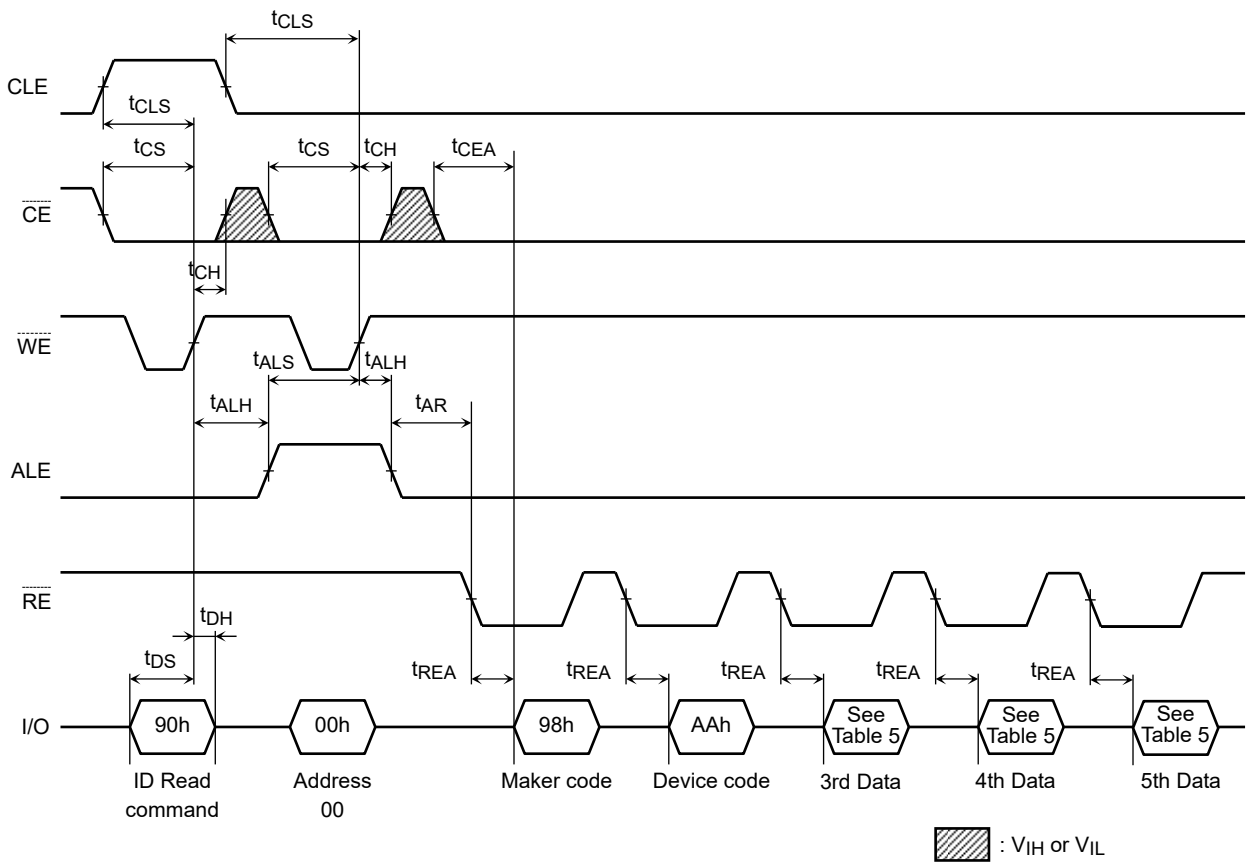 tCLS
CLE
tCLS
tCS
tCS
tCH
tCEA
CE
tCH
WE
tALS
tALH
tALH
tAR
ALE
RE
tDH
tDS
tREA
tREA
tREA
tREA
tREA
I/O
90h
00h
98h
AAh
See
Table 5
See
Table 5
See
Table 5
ID Read
command
Address
00
Maker code
Device code
3rd Data
4th Data
5th Data
: VIH or VIL